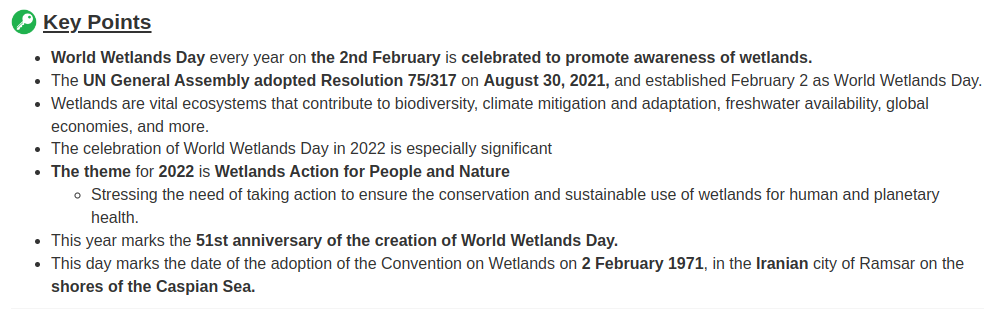 Key Points
World Wetlands Day every year on the 2nd February is celebrated to promote awareness of wetlands.
The UN General Assembly adopted Resolution 75/317 on August 30, 2021, and established February 2 as World Wetlands Day.
Wetlands are vital ecosystems that contribute to biodiversity, climate mitigation and adaptation, freshwater availability, global
economies, and more.
The celebration of World Wetlands Day in 2022 is especially significant
The theme for 2022 is Wetlands Action for People and Nature
Stressing the need of taking action to ensure the conservation and sustainable use of wetlands for human and planetary
health.
This year marks the 51st anniversary of the creation of World Wetlands Day.
This day marks the date of the adoption of the Convention on Wetlands on 2 February 1971, in the Iranian city of Ramsar on the
shores of the Caspian Sea.